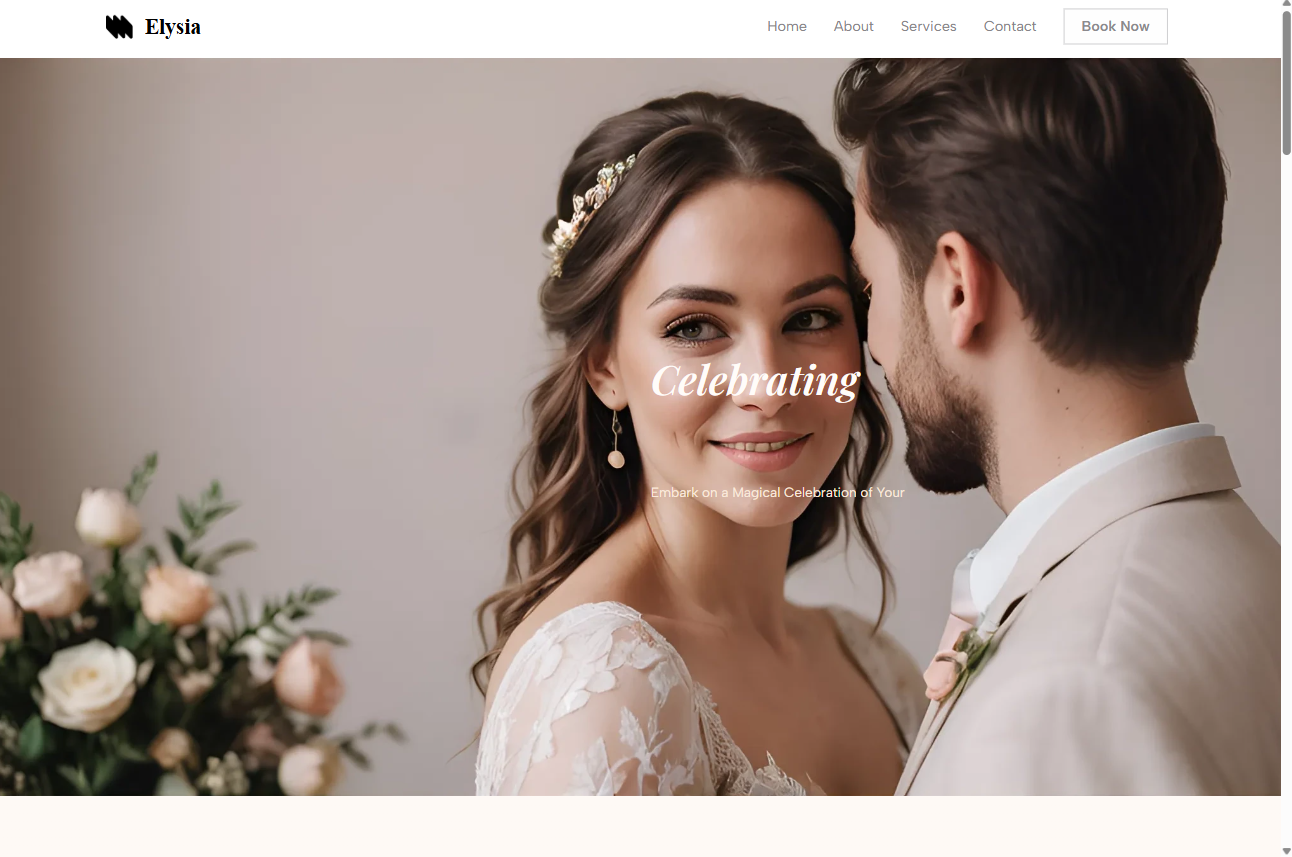 Elysia
Home About Services Contact Book Now
Celebrating
Embark on a Magical Celebration of Your